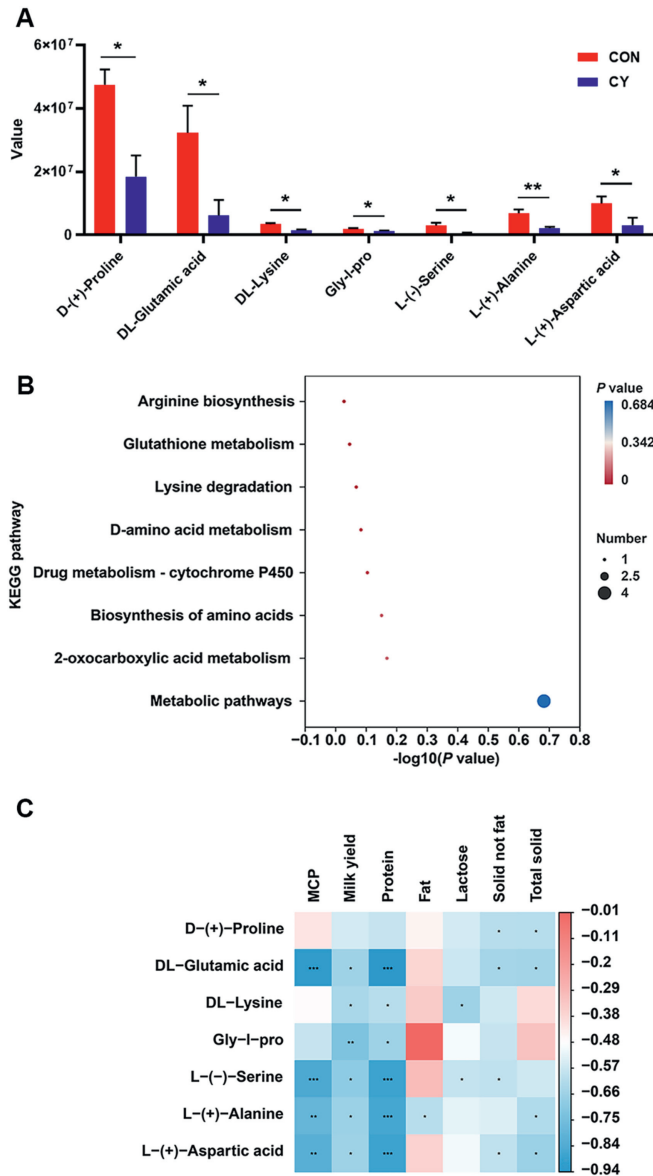 A
6×10⁷
4×10⁷
2×10⁷
0
Value
*
*
*
*
*
**
*
CON
CY
D-(+)-Proline
DL-Glutamic acid
DL-Lysine
Gly-l-pro
L-(-)-Serine
L-(+)-Alanine
L-(+)-Aspartic acid
B
KEGG pathway
Arginine biosynthesis
Glutathione metabolism
Lysine degradation
D-amino acid metabolism
Drug metabolism - cytochrome P450
Biosynthesis of amino acids
2-oxocarboxylic acid metabolism
Metabolic pathways
−0.1 0.0 0.1 0.2 0.3 0.4 0.5 0.6 0.7 0.8
-log10(P value)
P value
0.684
0.342
0
Number
1
2.5
4
C
MCP
Milk yield
Protein
Fat
Lactose
Solid not fat
Total solid
D−(+)−Proline
DL−Glutamic acid
DL−Lysine
Gly−l−pro
L−(−)−Serine
L−(+)−Alanine
L−(+)−Aspartic acid
−0.01
−0.11
−0.2
−0.29
−0.39
−0.48
−0.57
−0.66
−0.75
−0.84
−0.94